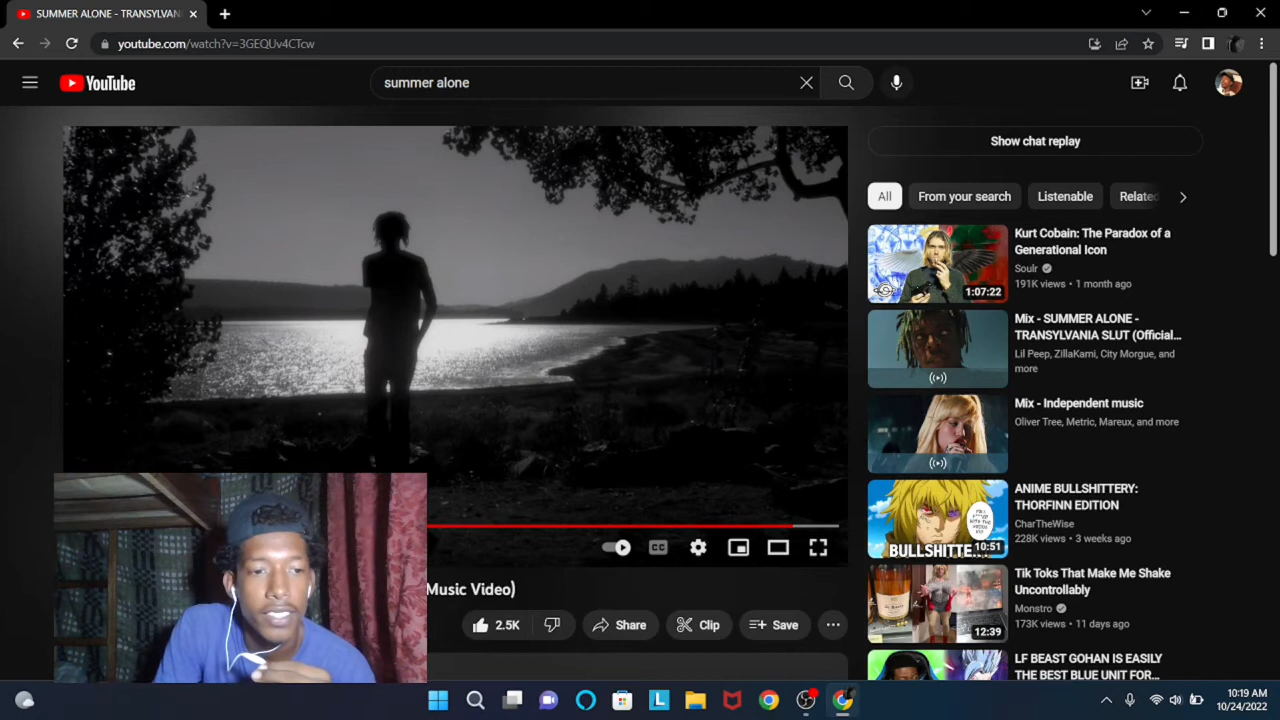 SUMMER ALONE - TRANSYLVAN
youtube.com/watch?v=3GEQUv4CTcw
YouTube
summer alone
Show chat replay
All
From your search
Listenable
Related
Kurt Cobain: The Paradox of a
Generational Icon
Soulr
191K views • 1 month ago
1:07:22
Mix - SUMMER ALONE -
TRANSYLVANIA SLUT (Official...
Lil Peep, ZillaKami, City Morgue, and
more
Mix - Independent music
Oliver Tree, Metric, Mareux, and more
ANIME BULLSHITTERY:
THORFINN EDITION
CharTheWise
228K views • 3 weeks ago
BULLSHITTE...
10:51
Tik Toks That Make Me Shake
Uncontrollably
Monstro
173K views • 11 days ago
12:39
LF BEAST GOHAN IS EASILY
THE BEST BLUE UNIT FOR...
CC
Music Video)
2.5K
Share
Clip
Save
L
10:19 AM
10/24/2022